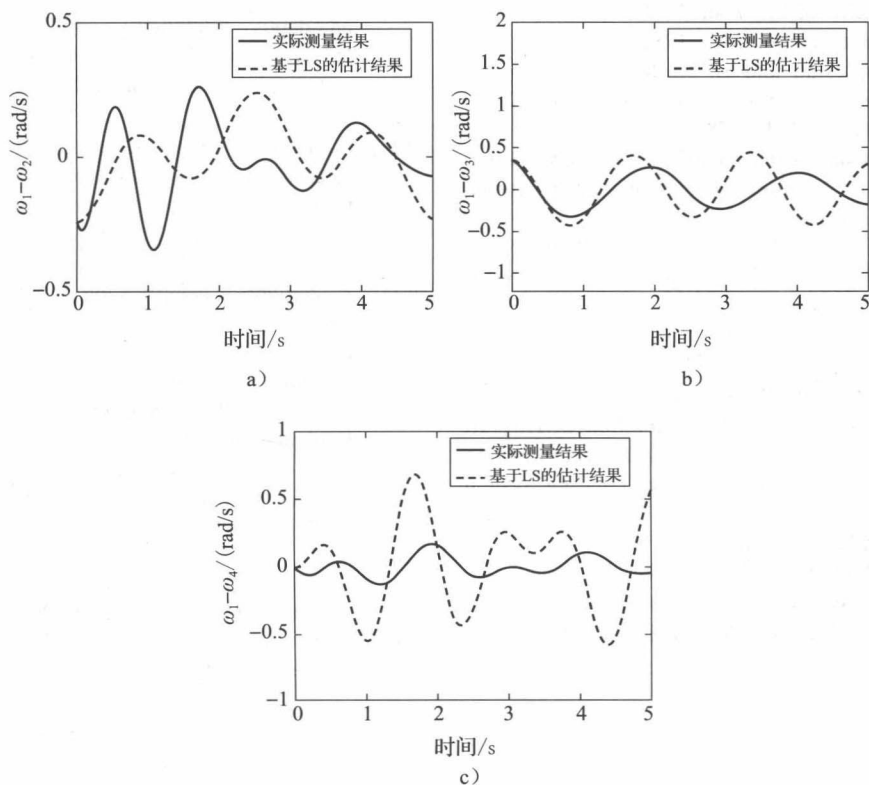 0.5
0
−0.5
ω₁−ω₂/(rad/s)
实际测量结果
基于LS的估计结果
0 1 2 3 4 5
时间/s
a）
2
1.5
1
0.5
0
−0.5
−1
ω₁−ω₃/(rad/s)
实际测量结果
基于LS的估计结果
0 1 2 3 4 5
时间/s
b）
1
0.5
0
−0.5
−1
ω₁−ω₄/(rad/s)
实际测量结果
基于LS的估计结果
0 1 2 3 4 5
时间/s
c）